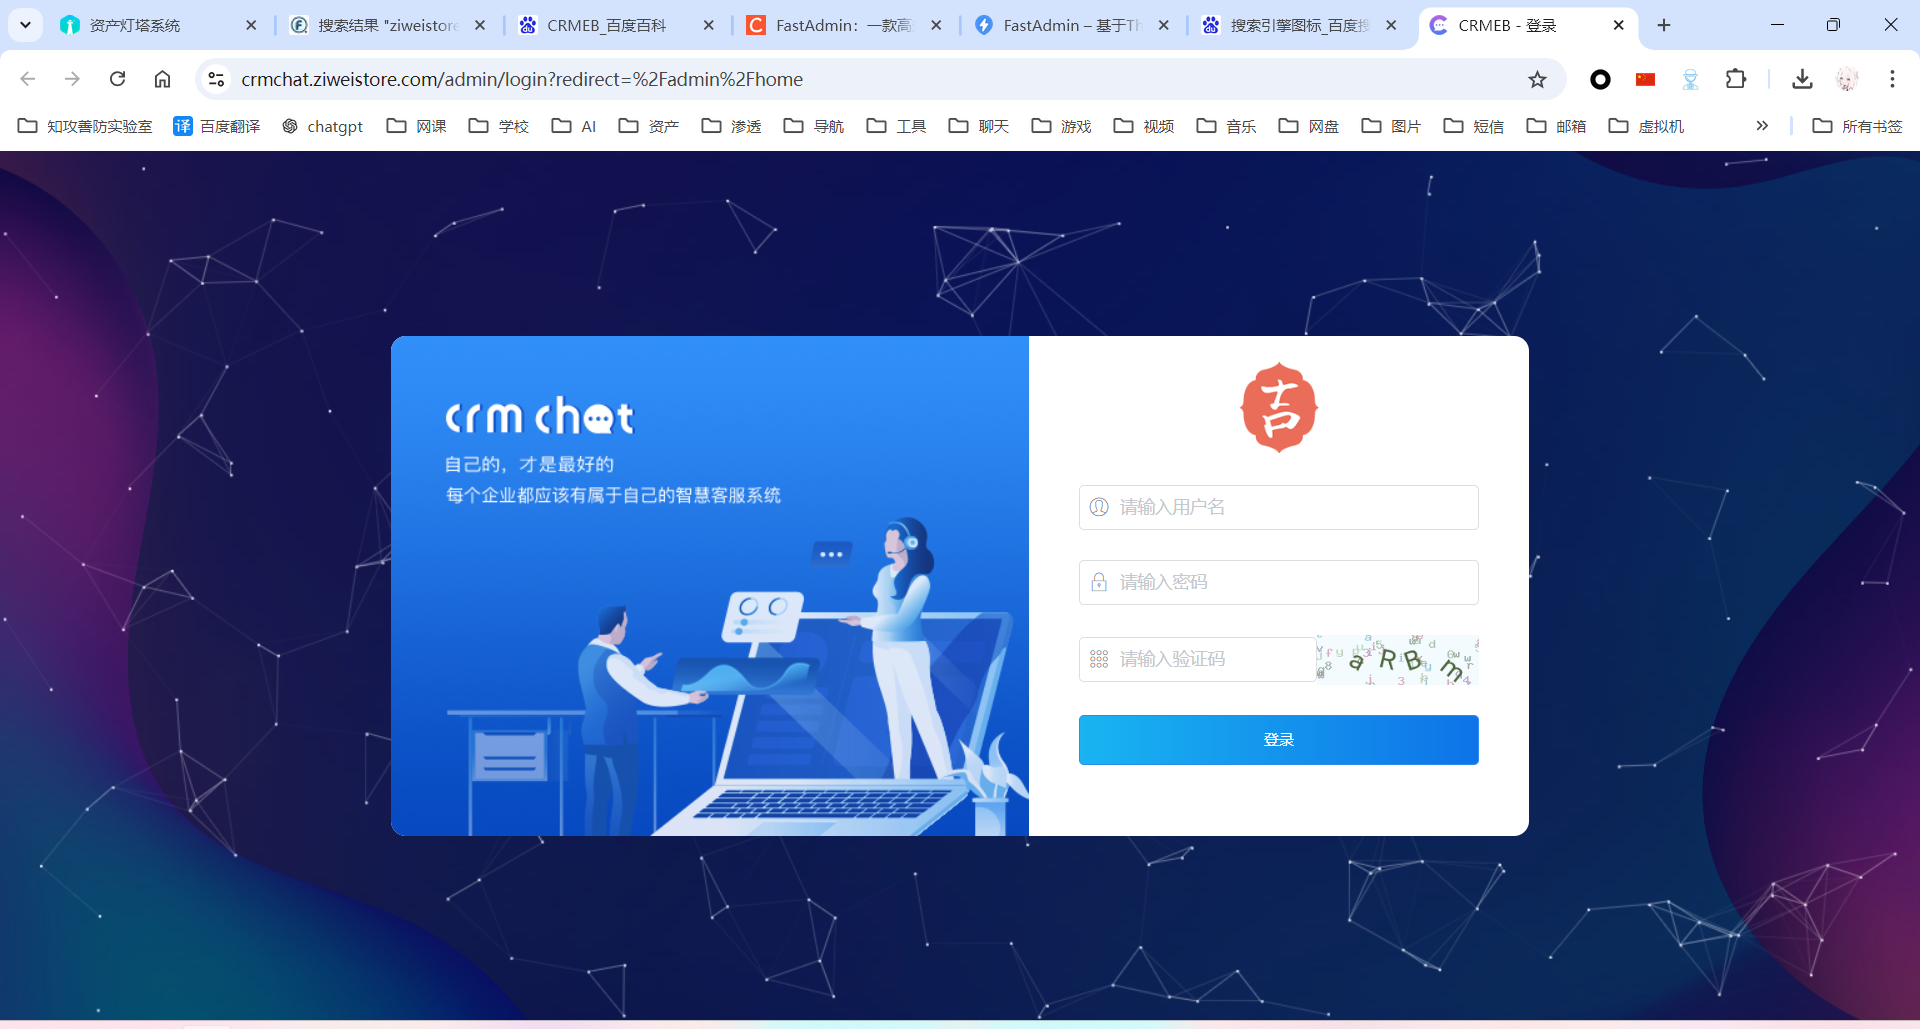 资产灯塔系统
搜索结果 "ziweistore
CRMEB_百度百科
FastAdmin：一款高
FastAdmin – 基于Th
搜索引擎图标_百度搜
CRMEB - 登录
crmchat.ziweistore.com/admin/login?redirect=%2Fadmin%2Fhome
知攻善防实验室
译 百度翻译
chatgpt
网课
学校
AI
资产
渗透
导航
工具
聊天
游戏
视频
音乐
网盘
图片
短信
邮箱
虚拟机
所有书签
crm chat
自己的，才是最好的
每个企业都应该有属于自己的智慧客服系统
吉
请输入用户名
请输入密码
请输入验证码
a R B m
登录